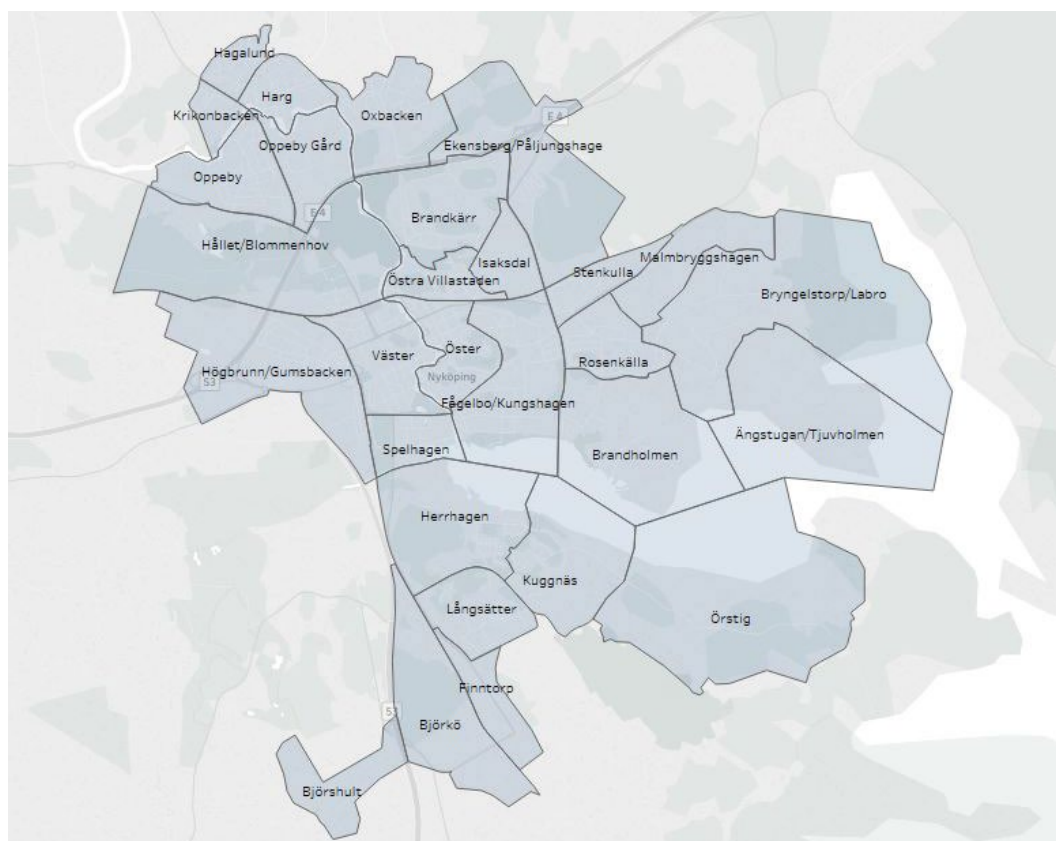 Hagalund
Harg
Krikonbacken
Oxbacken
E 4
Oppeby Gård
Ekensberg/Påljungshage
Oppeby
E 4
Brandkärr
Hållet/Blommenhov
Isaksdal
Malmbryggshagen
Stenkulla
Östra Villastaden
Bryngelstorp/Labro
Väster
Öster
Rosenkälla
Högbrunn/Gumsbacken
Nyköping
53
Fågelbo/Kungshagen
Ängstugan/Tjuvholmen
Spelhagen
Brandholmen
Herrhagen
Kuggnäs
Långsätter
Örstig
Finntorp
53
Björkö
Björshult